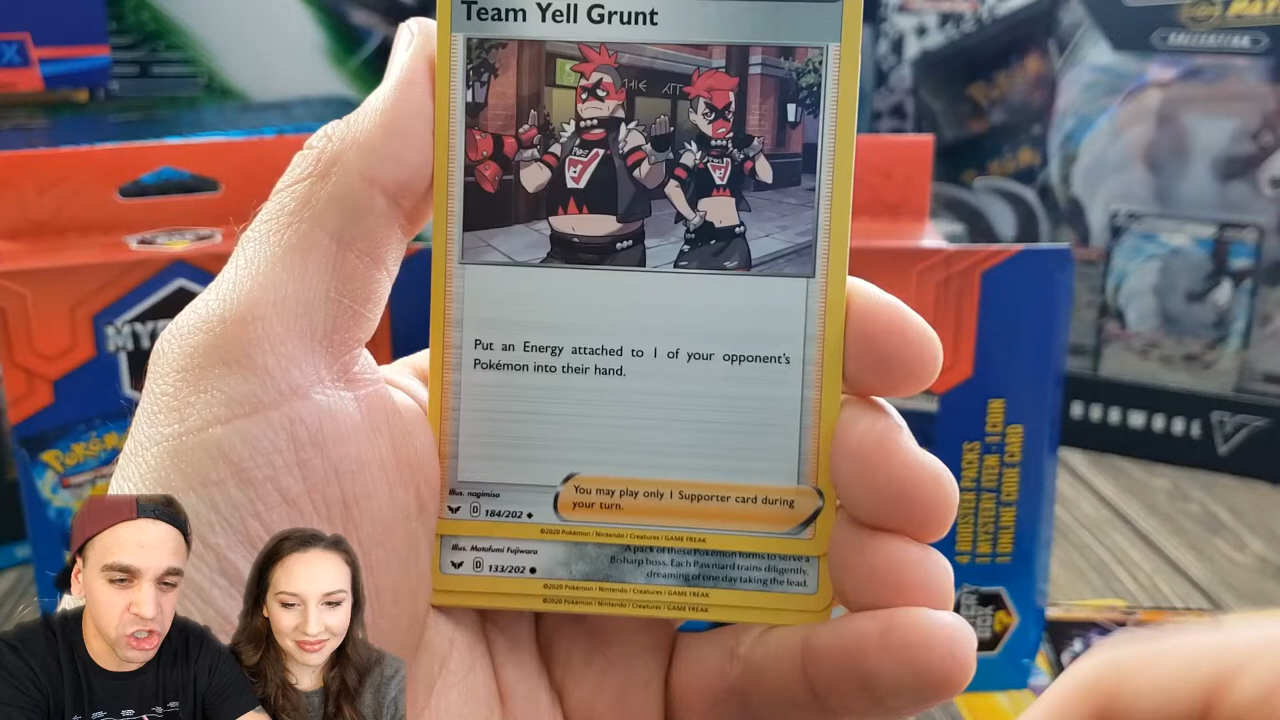 Team Yell Grunt
Put an Energy attached to 1 of your opponent's
Pokémon into their hand.
You may play only 1 Supporter card during
your turn.
Illus. nagimiso
D 184/202
©2020 Pokémon / Nintendo / Creatures / GAME FREAK
Illus. Motofumi Fujiwara
D 133/202
A pack of these Pokémon forms to serve a
Bisharp boss. Each Pawniard trains diligently,
dreaming of one day taking the lead.
©2020 Pokémon / Nintendo / Creatures / GAME FREAK
©2020 Pokémon / Nintendo / Creatures / GAME FREAK
4 BOOSTER PACKS
1 MYSTERY ITEM • 1 COIN
1 ONLINE CODE CARD
COLLECTION
V